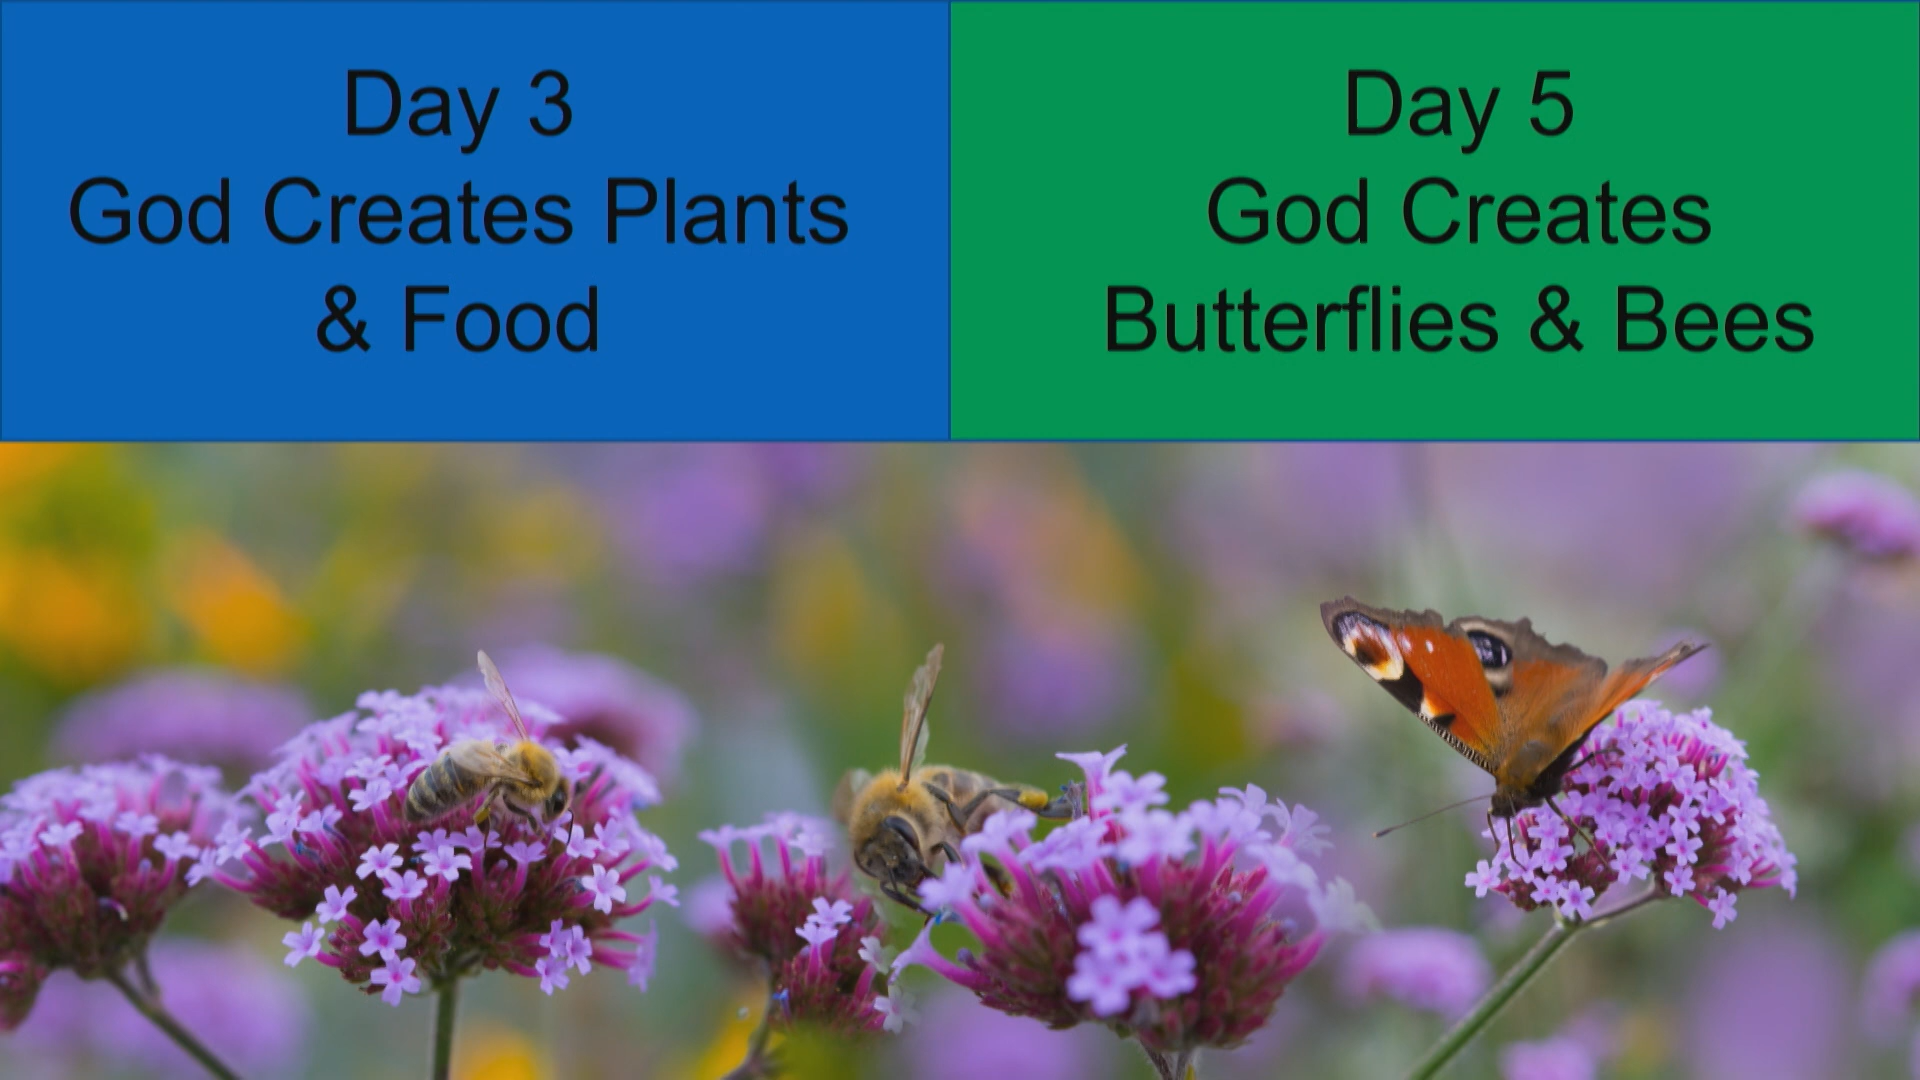 Day 3
God Creates Plants
& Food
Day 5
God Creates
Butterflies & Bees